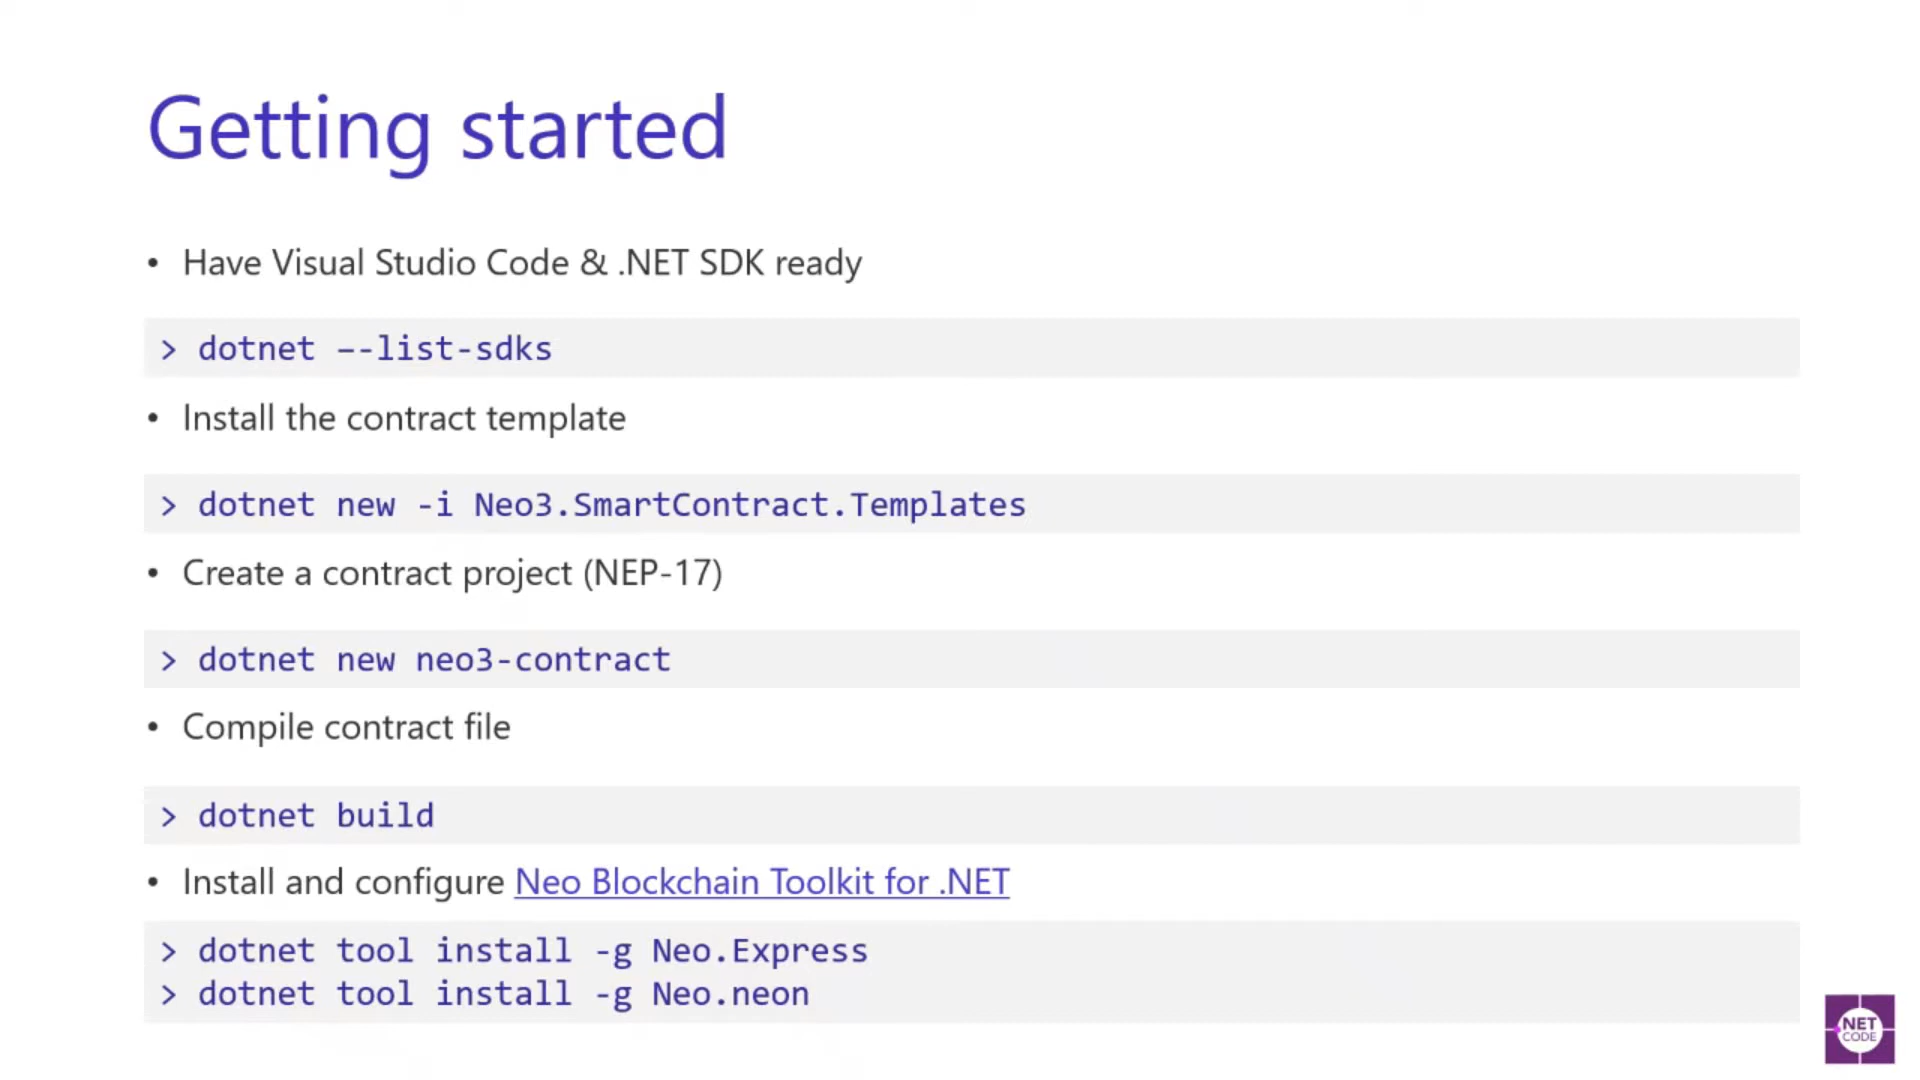 Getting started
• Have Visual Studio Code & .NET SDK ready
> dotnet –-list-sdks
• Install the contract template
> dotnet new -i Neo3.SmartContract.Templates
• Create a contract project (NEP-17)
> dotnet new neo3-contract
• Compile contract file
> dotnet build
• Install and configure Neo Blockchain Toolkit for .NET
> dotnet tool install -g Neo.Express
> dotnet tool install -g Neo.neon
.NET
CODE